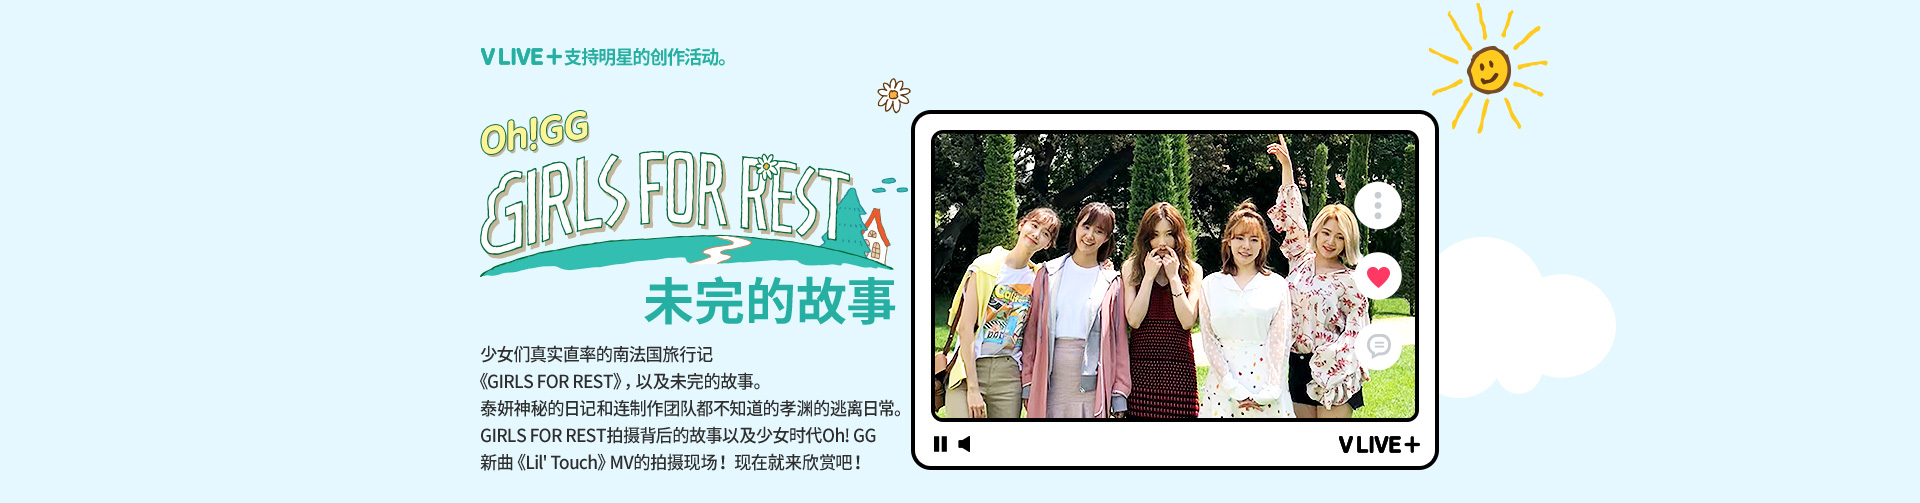 V LIVE+支持明星的创作活动。
Oh!GG
GIRLS FOR REST
未完的故事
少女们真实直率的南法国旅行记
《GIRLS FOR REST》，以及未完的故事。
泰妍神秘的日记和连制作团队都不知道的孝渊的逃离日常。
GIRLS FOR REST拍摄背后的故事以及少女时代Oh! GG
新曲《Lil' Touch》MV的拍摄现场！现在就来欣赏吧！
V LIVE+